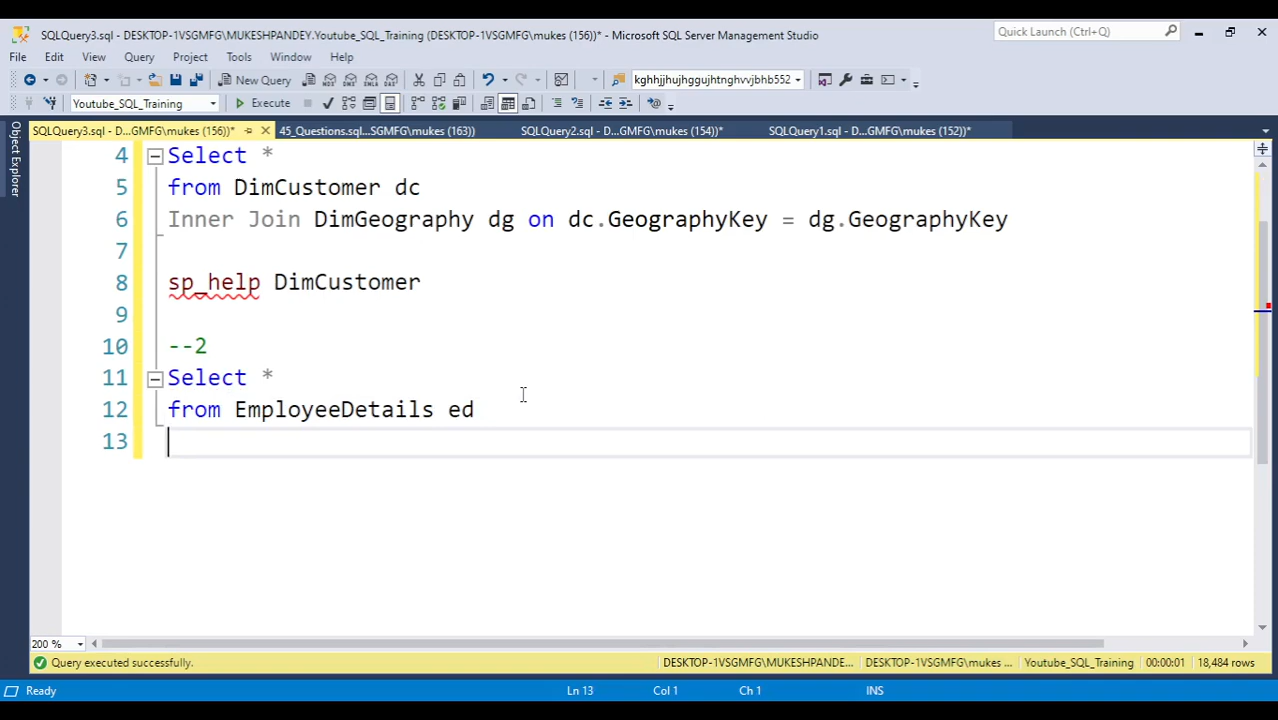 SQLQuery3.sql - DESKTOP-1VSGMFG\MUKESHPANDEY.Youtube_SQL_Training (DESKTOP-1VSGMFG\mukes (156))* - Microsoft SQL Server Management Studio
Quick Launch (Ctrl+Q)
File Edit View Query Project Tools Window Help
New Query
kghhjjhujhggujhtnghvvjbhb552
Youtube_SQL_Training
Execute
Object Explorer
SQLQuery3.sql - D...GMFG\mukes (156))*
45_Questions.sql...SGMFG\mukes (163))
SQLQuery2.sql - D...GMFG\mukes (154))*
SQLQuery1.sql - D...GMFG\mukes (152))*
4 Select *
5 from DimCustomer dc
6 Inner Join DimGeography dg on dc.GeographyKey = dg.GeographyKey
7
8 sp_help DimCustomer
9
10 --2
11 Select *
12 from EmployeeDetails ed
13
200 %
Query executed successfully.
DESKTOP-1VSGMFG\MUKESHPANDE...
DESKTOP-1VSGMFG\mukes ...
Youtube_SQL_Training
00:00:01
18,484 rows
Ready
Ln 13
Col 1
Ch 1
INS